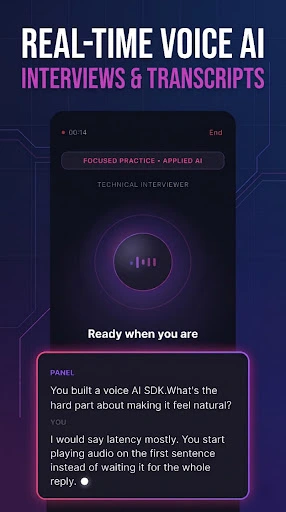 REAL-TIME VOICE AI
INTERVIEWS & TRANSCRIPTS
00:14
End
FOCUSED PRACTICE • APPLIED AI
TECHNICAL INTERVIEWER
Ready when you are
PANEL
You built a voice AI SDK.What's the
hard part about making it feel natural?
YOU
I would say latency mostly. You start
playing audio on the first sentence
instead of waiting it for the whole
reply.